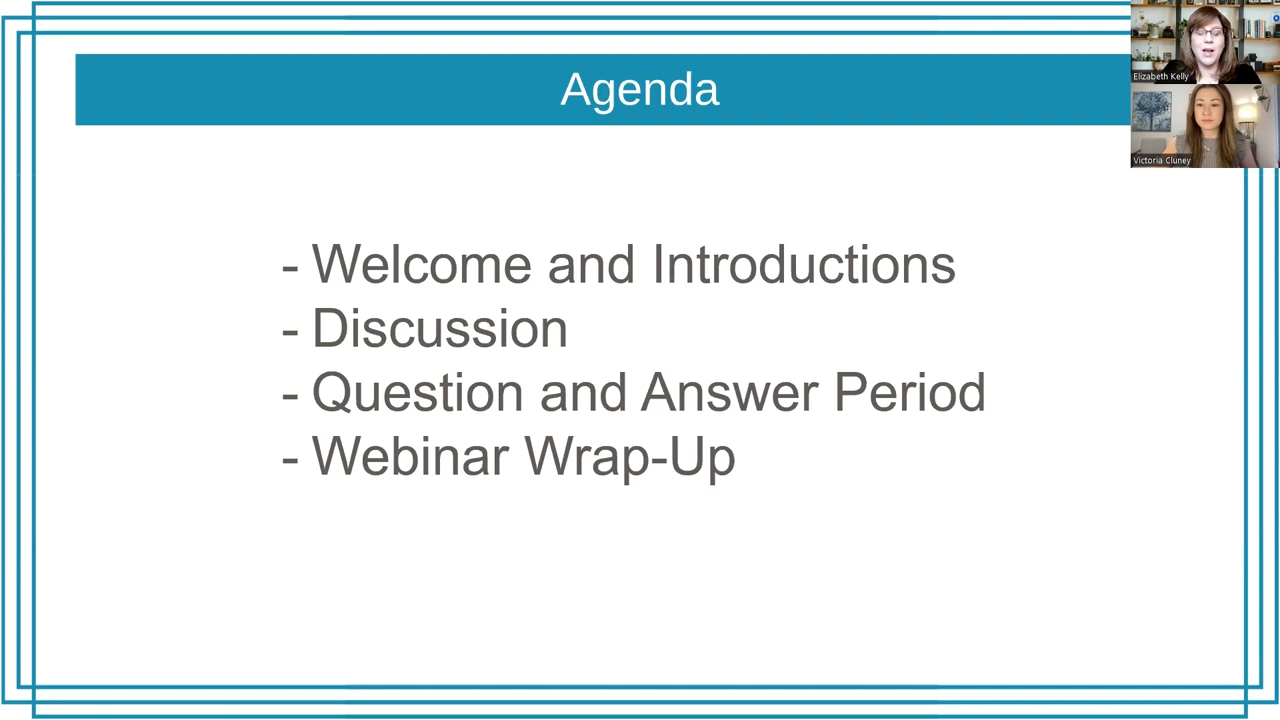 Agenda
Elizabeth Kelly
Victoria Cluney
- Welcome and Introductions
- Discussion
- Question and Answer Period
- Webinar Wrap-Up